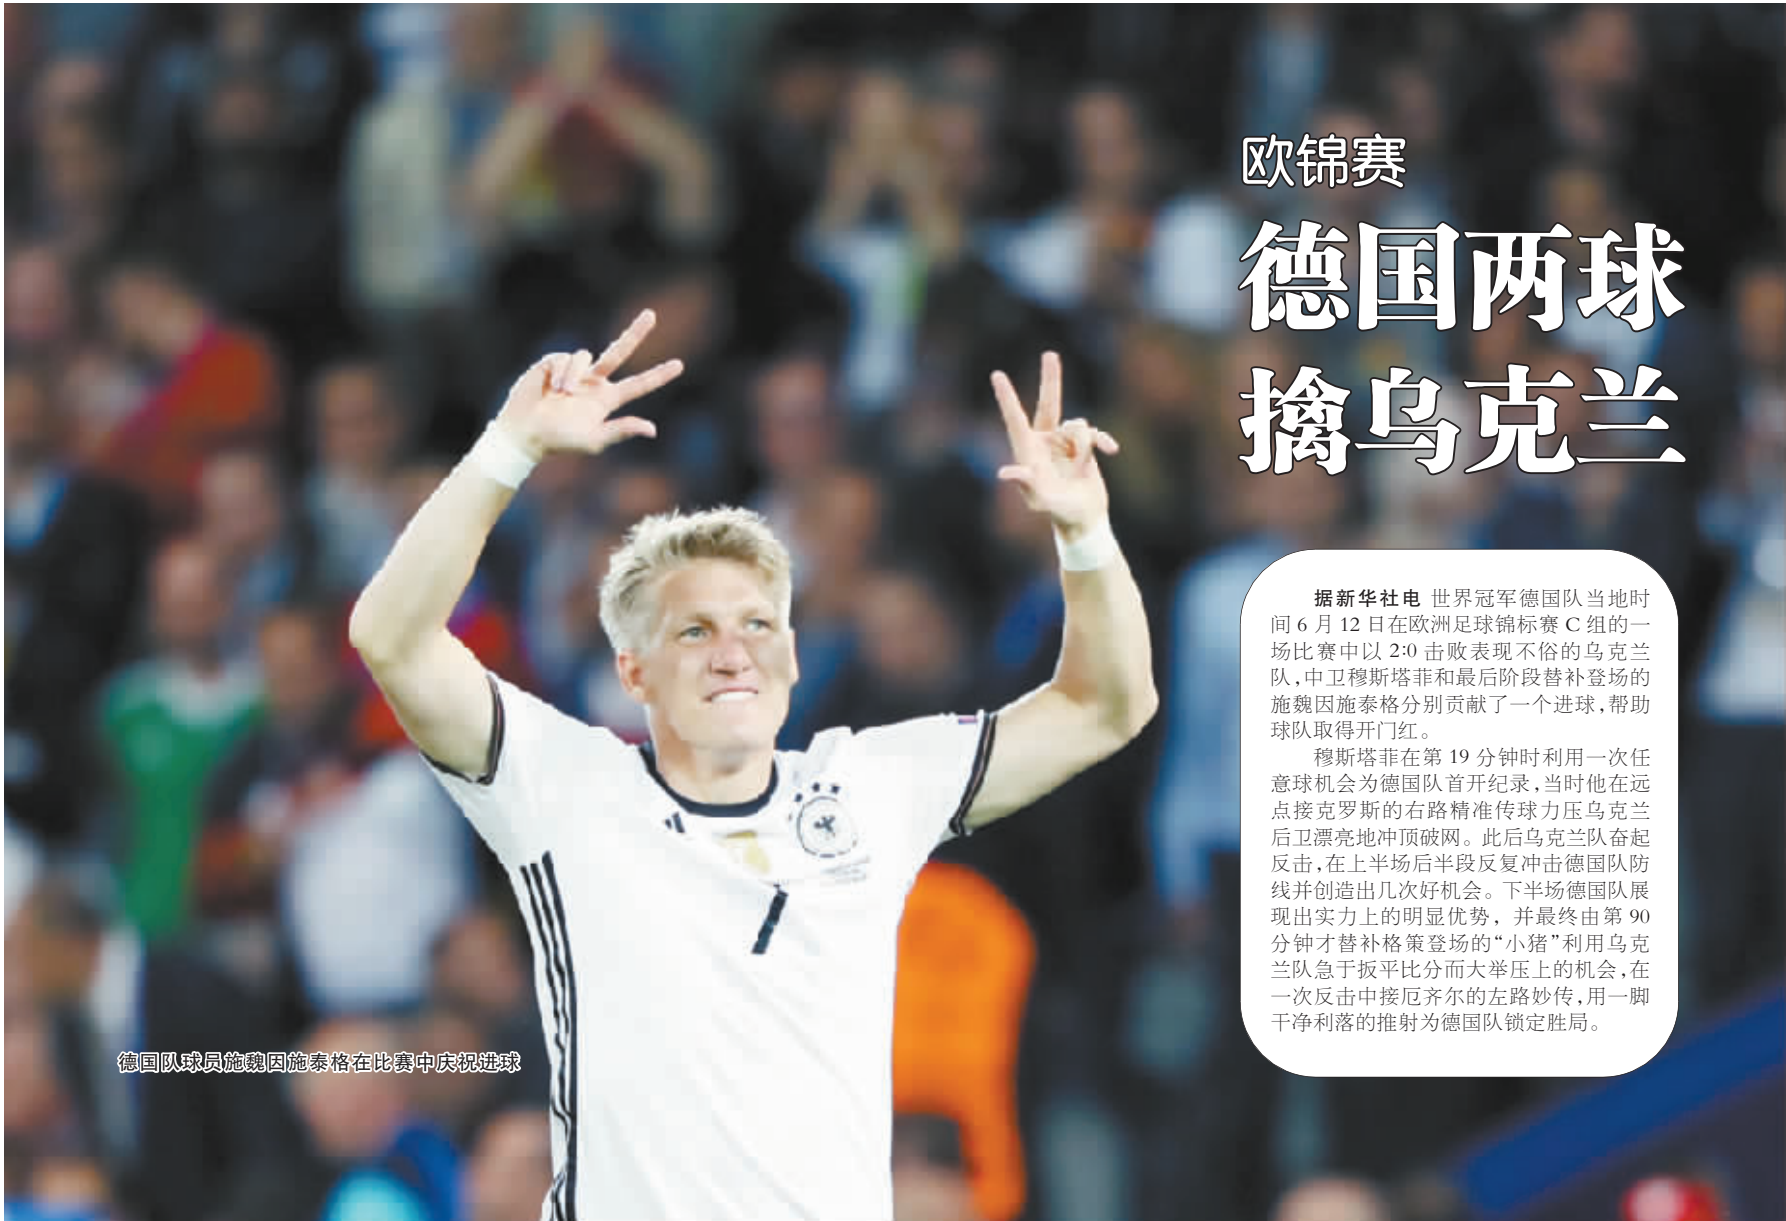 欧锦赛
德国两球
擒乌克兰
据新华社电 世界冠军德国队当地时
间 6 月 12 日在欧洲足球锦标赛 C 组的一
场比赛中以 2:0 击败表现不俗的乌克兰
队，中卫穆斯塔菲和最后阶段替补登场的
施魏因施泰格分别贡献了一个进球，帮助
球队取得开门红。
穆斯塔菲在第 19 分钟时利用一次任
意球机会为德国队首开纪录，当时他在远
点接克罗斯的右路精准传球力压乌克兰
后卫漂亮地冲顶破网。此后乌克兰队奋起
反击，在上半场后半段反复冲击德国队防
线并创造出几次好机会。下半场德国队展
现出实力上的明显优势，并最终由第 90
分钟才替补格策登场的“小猪”利用乌克
兰队急于扳平比分而大举压上的机会，在
一次反击中接厄齐尔的左路妙传，用一脚
干净利落的推射为德国队锁定胜局。
德国队球员施魏因施泰格在比赛中庆祝进球
7